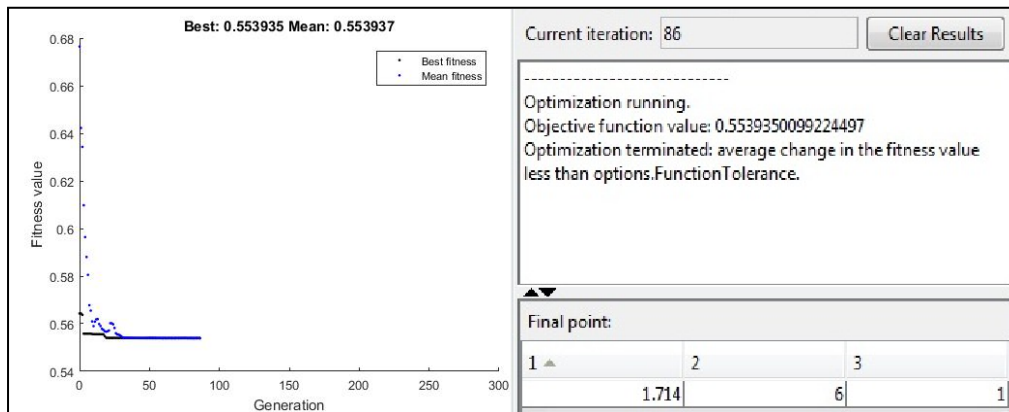 Best: 0.553935 Mean: 0.553937
0.68
0.66
0.64
0.62
0.6
0.58
0.56
0.54
Fitness value
Best fitness
Mean fitness
0
50
100
150
200
250
300
Generation
Current iteration: 86
Clear Results
-----------------------------
Optimization running.
Objective function value: 0.5539350099224497
Optimization terminated: average change in the fitness value
less than options.FunctionTolerance.
Final point:
1 2 3
1.714 6 1